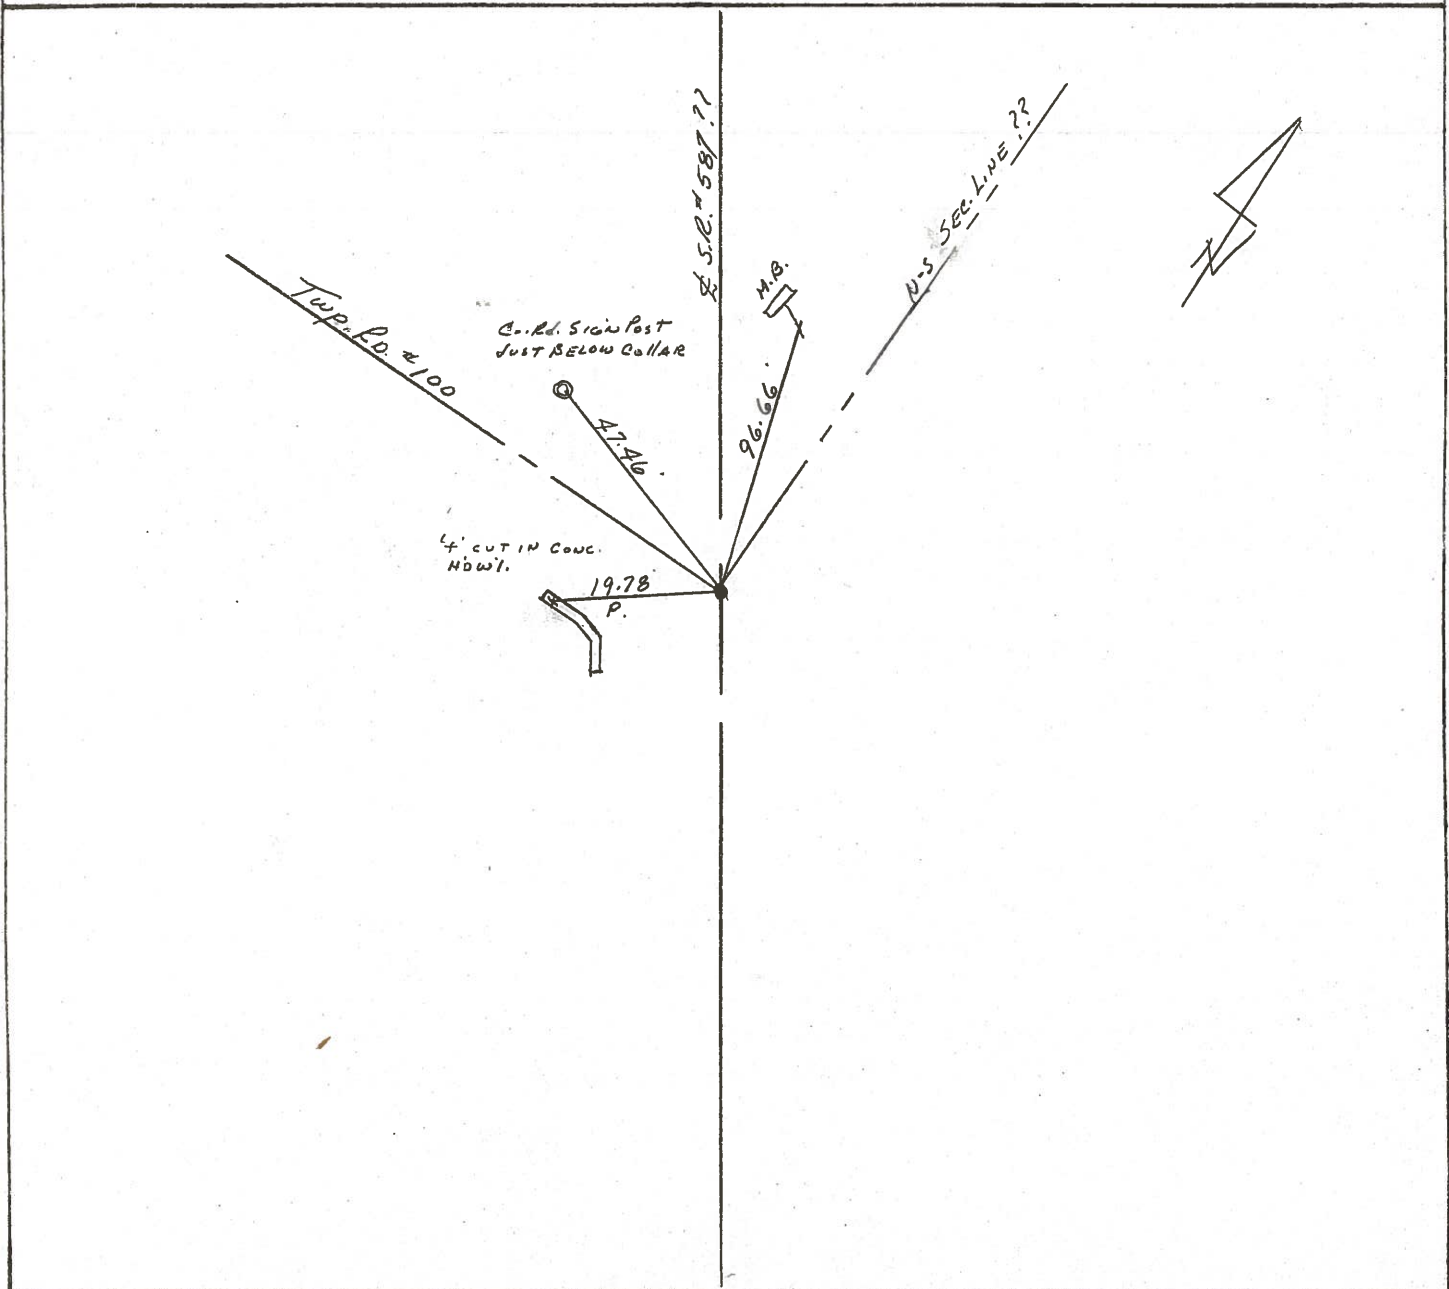 ℄ S.R. # 587 ??
N-S SEC. LINE ??
Twp. Rd. # 100
Co. Rd. Sign Post
Just Below Collar
M.B.
47.46'
96.66'
'+' cut in conc.
Hdwl.
19.78'
P.
N